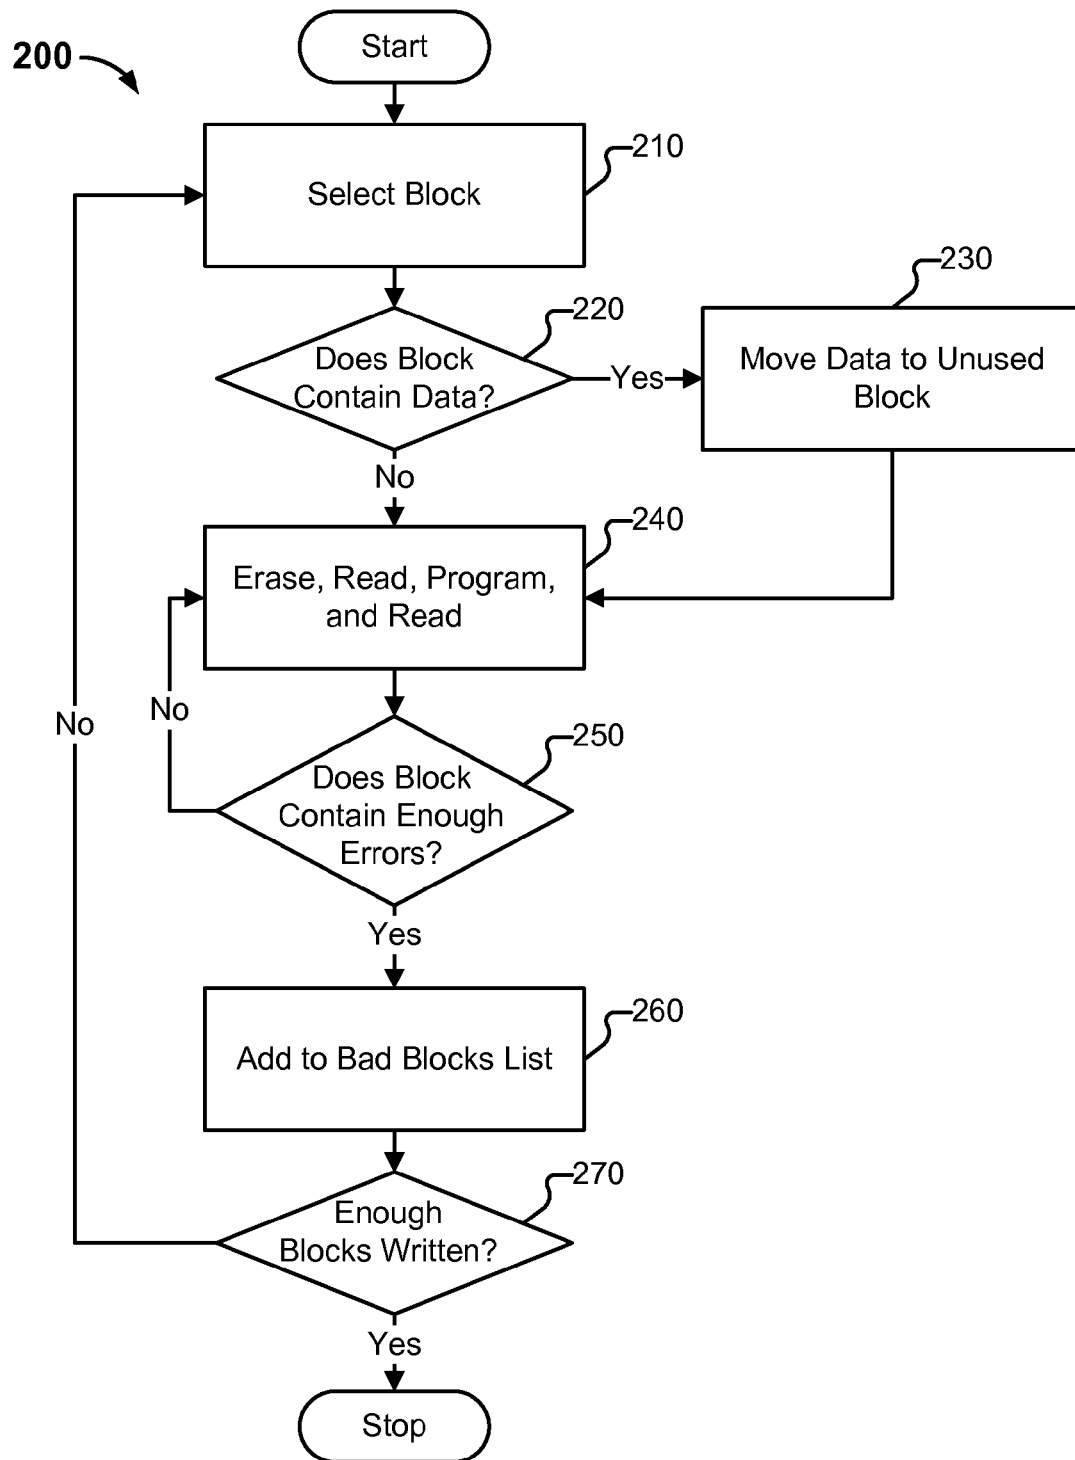 Start
200
210
Select Block
230
220
Does Block
Contain Data?
Yes
Move Data to Unused
Block
No
240
Erase, Read, Program,
and Read
No
No
250
Does Block
Contain Enough
Errors?
Yes
260
Add to Bad Blocks List
270
Enough
Blocks Written?
Yes
Stop